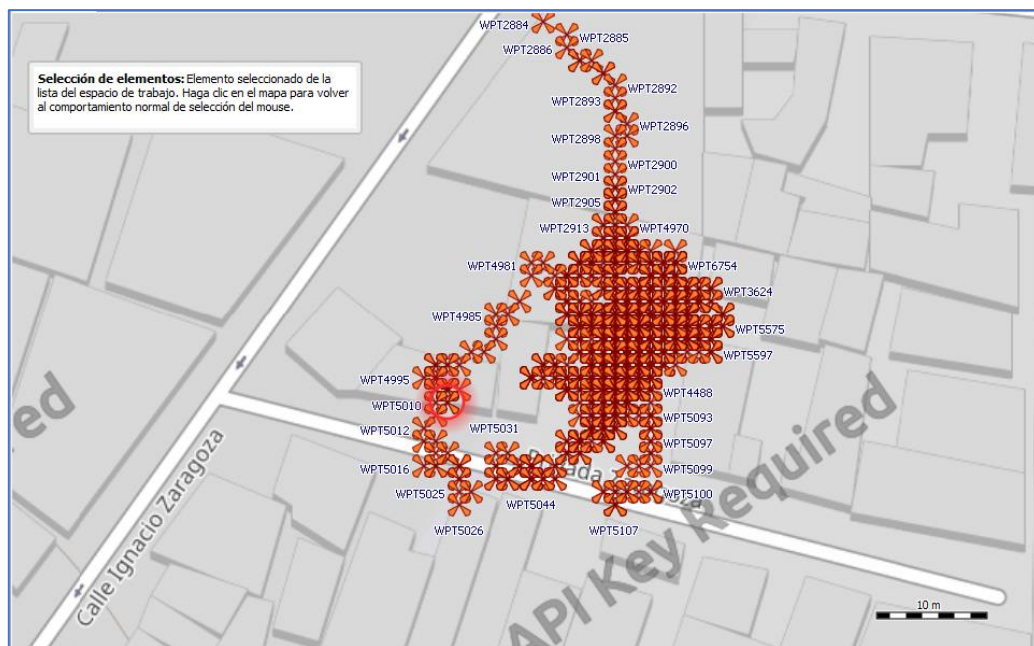 WPT2884
WPT2885
WPT2886
Selección de elementos: Elemento seleccionado de la
lista del espacio de trabajo. Haga clic en el mapa para volver
al comportamiento normal de selección del mouse.
WPT2892
WPT2893
WPT2896
WPT2898
WPT2900
WPT2901
WPT2902
WPT2905
WPT2913
WPT4970
WPT4981
WPT6754
WPT3624
WPT4985
WPT5575
WPT5597
WPT4995
WPT4488
WPT5010
WPT5093
WPT5031
WPT5012
WPT5097
WPT5016
WPT5099
WPT5025
WPT5100
WPT5044
WPT5026
WPT5107
Calle Ignacio Zaragoza
API Key Required
10 m